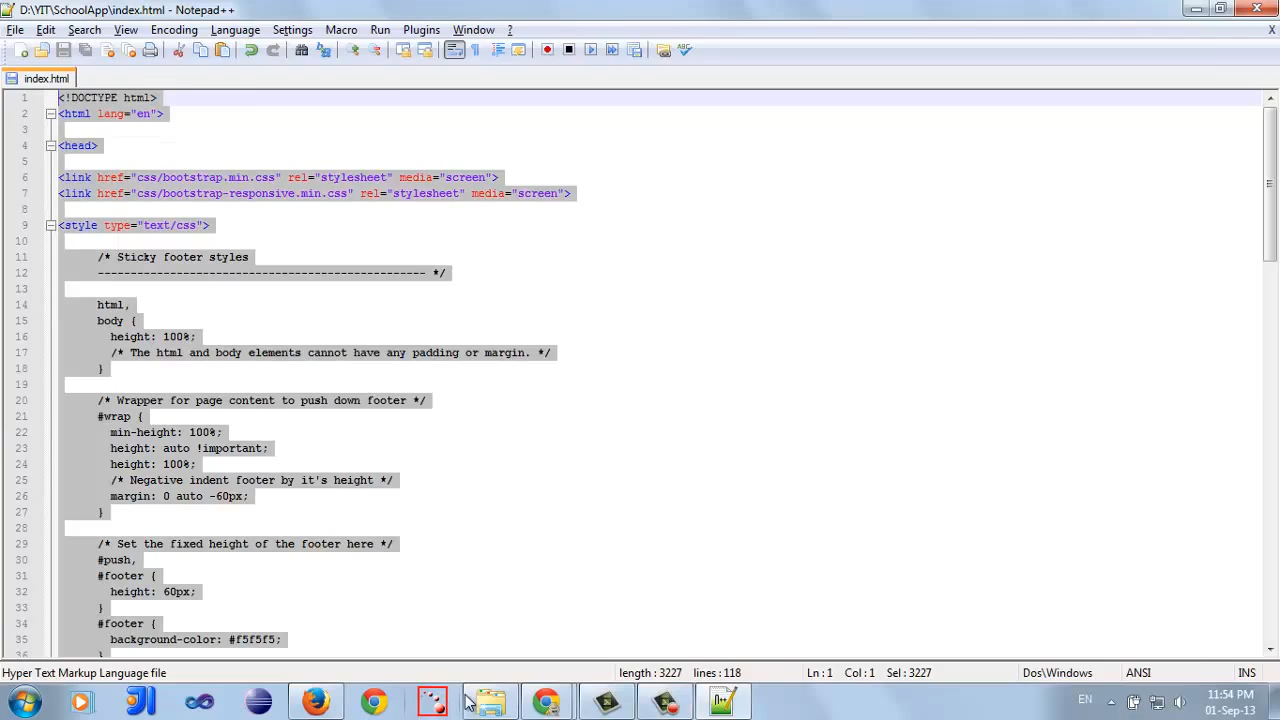 D:\YIT\SchoolApp\index.html - Notepad++
File Edit Search View Encoding Language Settings Macro Run Plugins Window ? X
index.html
1 <!DOCTYPE html>
2 <html lang="en">
3
4 <head>
5
6 <link href="css/bootstrap.min.css" rel="stylesheet" media="screen">
7 <link href="css/bootstrap-responsive.min.css" rel="stylesheet" media="screen">
8
9 <style type="text/css">
10
11 /* Sticky footer styles
12 -------------------------------------------------- */
13
14 html,
15 body {
16 height: 100%;
17 /* The html and body elements cannot have any padding or margin. */
18 }
19
20 /* Wrapper for page content to push down footer */
21 #wrap {
22 min-height: 100%;
23 height: auto !important;
24 height: 100%;
25 /* Negative indent footer by it's height */
26 margin: 0 auto -60px;
27 }
28
29 /* Set the fixed height of the footer here */
30 #push,
31 #footer {
32 height: 60px;
33 }
34 #footer {
35 background-color: #f5f5f5;
36 }
Hyper Text Markup Language file length : 3227 lines : 118 Ln : 1 Col : 1 Sel : 3227 Dos\Windows ANSI INS
EN 11:54 PM
01-Sep-13